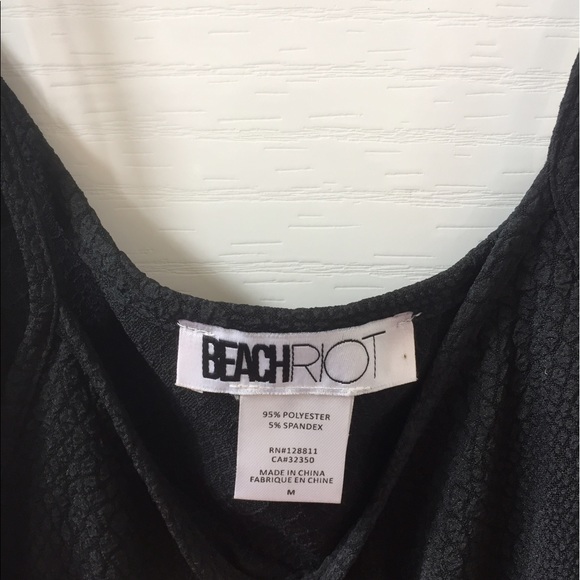 BEACHRIOT
95% POLYESTER
5% SPANDEX
RN#128811
CA#32350
MADE IN CHINA
FABRIQUE EN CHINE
M